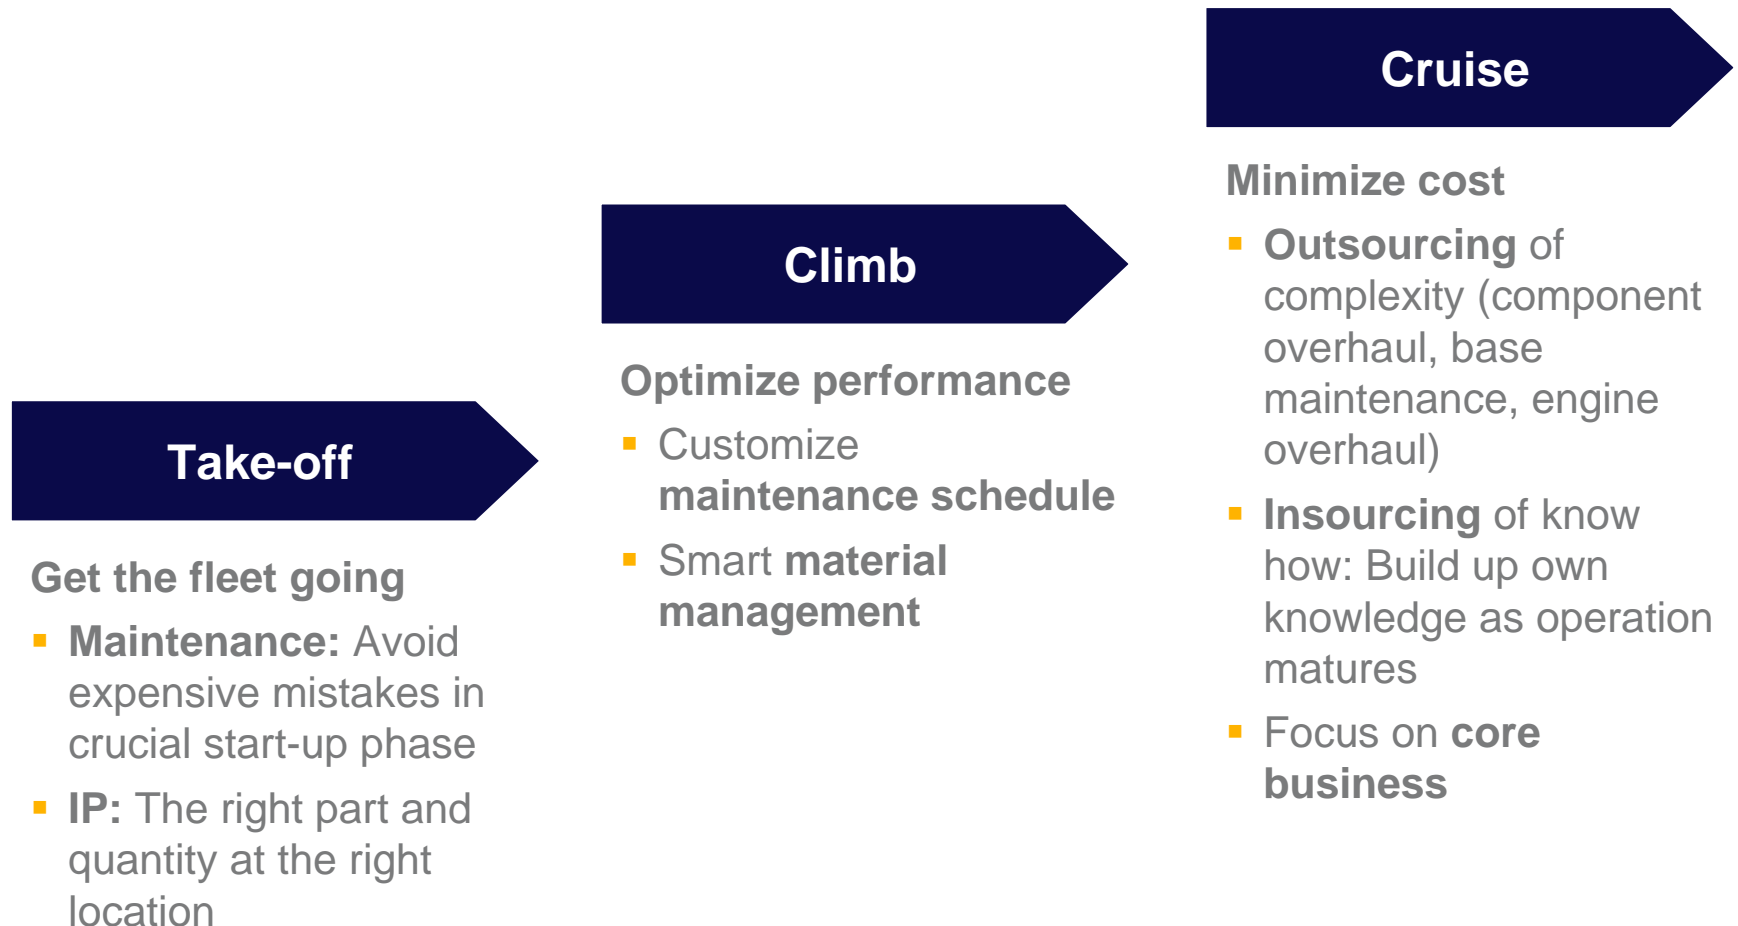 Take-off
Get the fleet going
Maintenance: Avoid
expensive mistakes in
crucial start-up phase
IP: The right part and
quantity at the right
location
Climb
Optimize performance
Customize
maintenance schedule
Smart material
management
Cruise
Minimize cost
Outsourcing of
complexity (component
overhaul, base
maintenance, engine
overhaul)
Insourcing of know
how: Build up own
knowledge as operation
matures
Focus on core
business